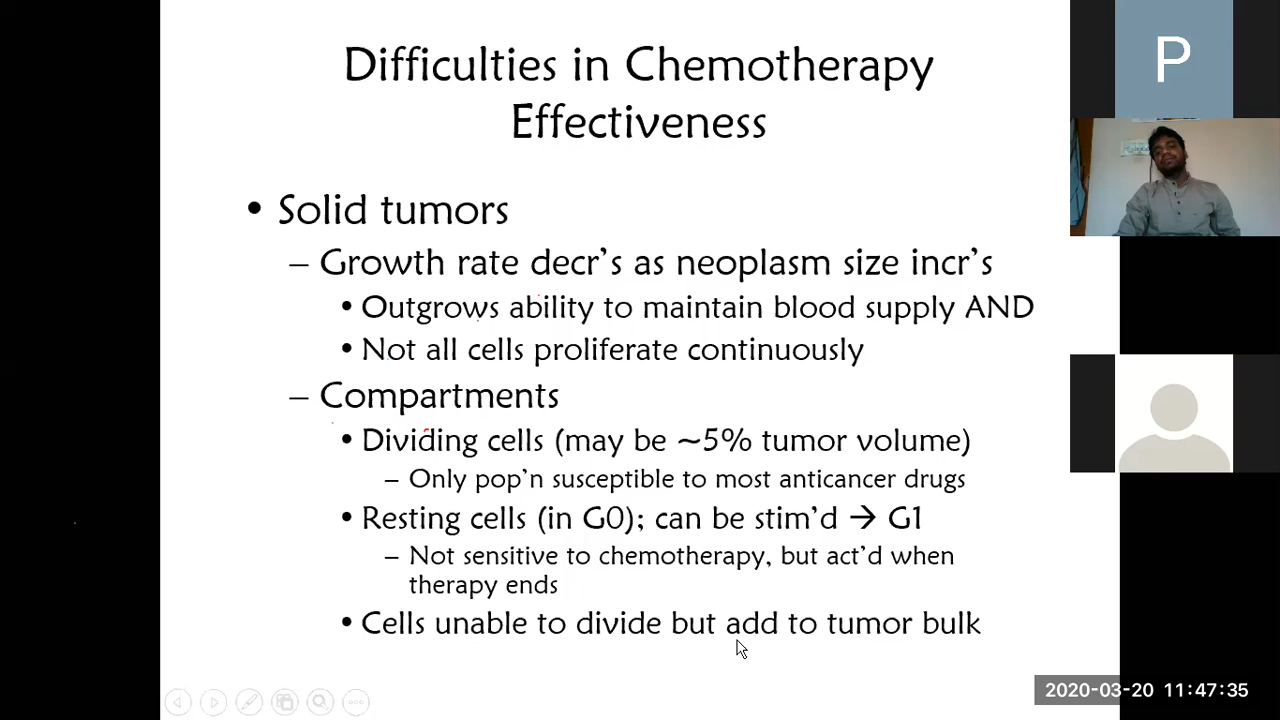 Difficulties in Chemotherapy
Effectiveness
• Solid tumors
– Growth rate decr's as neoplasm size incr's
• Outgrows ability to maintain blood supply AND
• Not all cells proliferate continuously
– Compartments
• Dividing cells (may be ~5% tumor volume)
– Only pop'n susceptible to most anticancer drugs
• Resting cells (in G0); can be stim'd → G1
– Not sensitive to chemotherapy, but act'd when
therapy ends
• Cells unable to divide but add to tumor bulk
P
2020-03-20 11:47:35